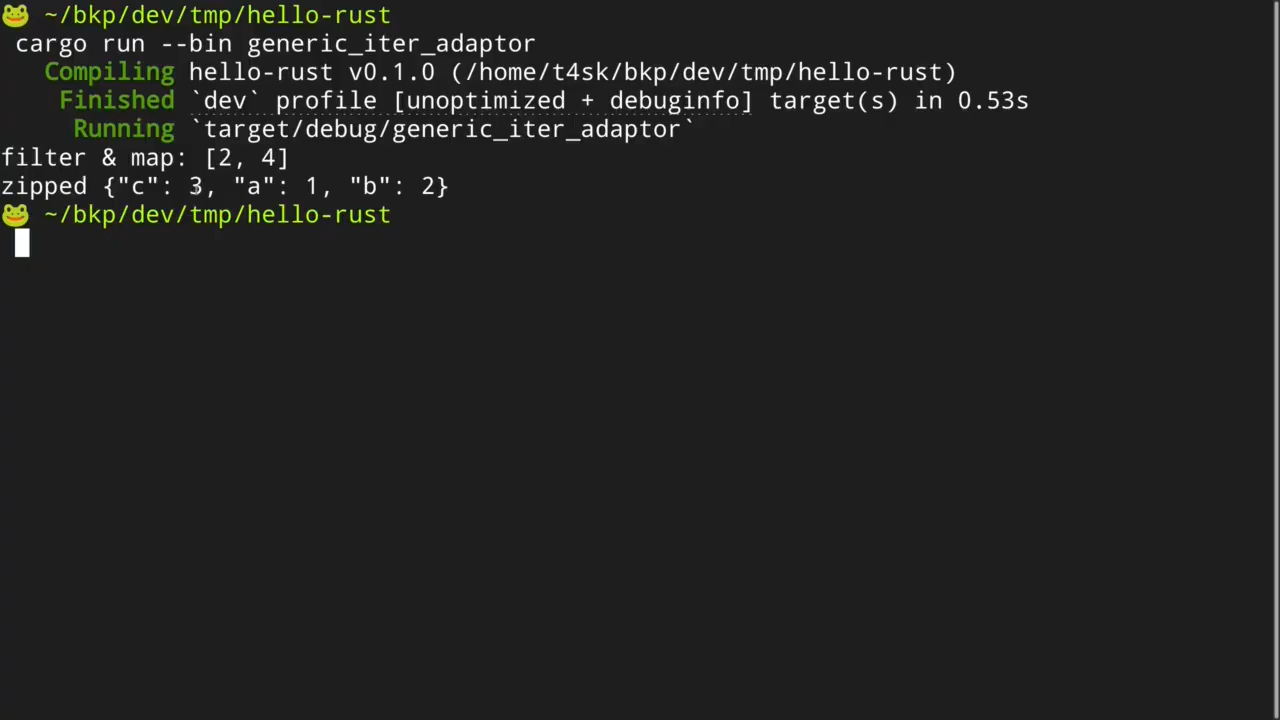 🐸 ~/bkp/dev/tmp/hello-rust
cargo run --bin generic_iter_adaptor
Compiling hello-rust v0.1.0 (/home/t4sk/bkp/dev/tmp/hello-rust)
Finished `dev` profile [unoptimized + debuginfo] target(s) in 0.53s
Running `target/debug/generic_iter_adaptor`
filter & map: [2, 4]
zipped {"c": 3, "a": 1, "b": 2}
🐸 ~/bkp/dev/tmp/hello-rust